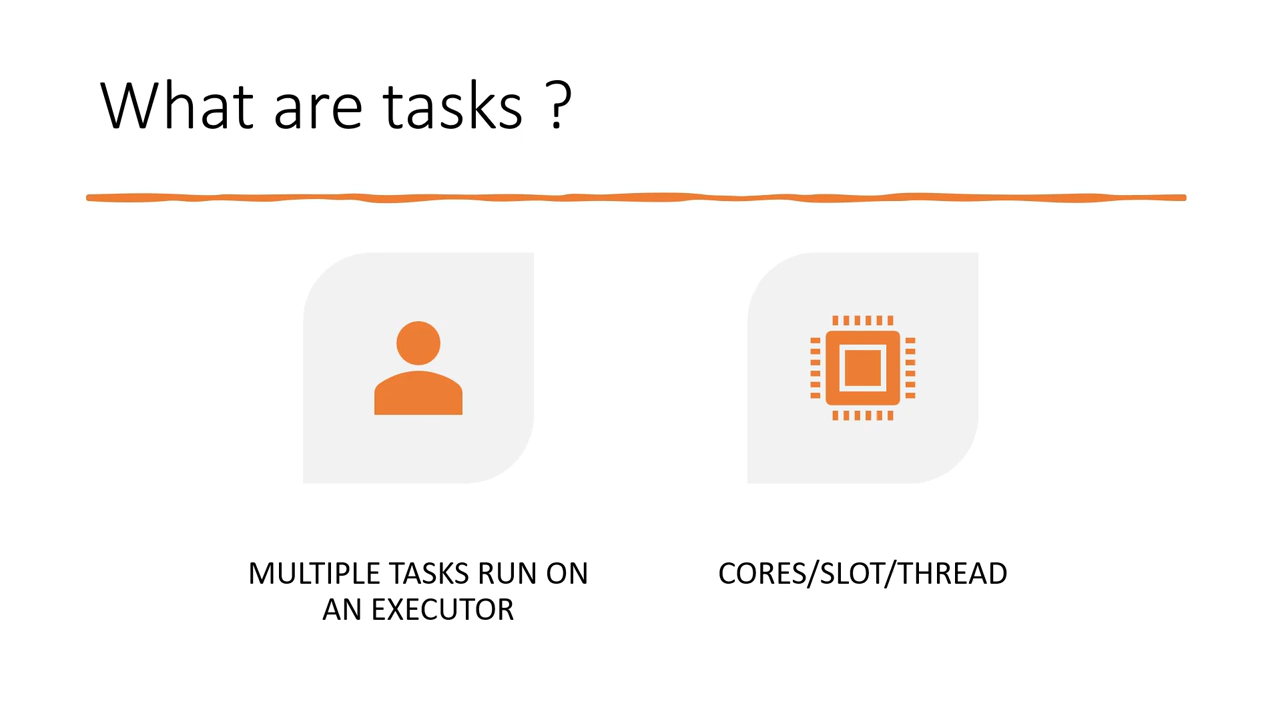 What are tasks ?
MULTIPLE TASKS RUN ON
AN EXECUTOR
CORES/SLOT/THREAD